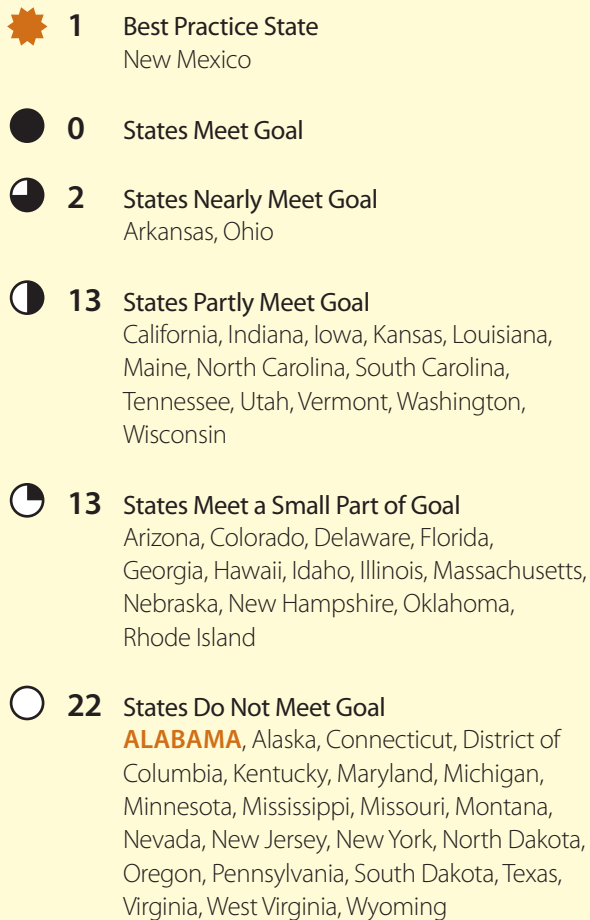 1 Best Practice State
New Mexico
0 States Meet Goal
2 States Nearly Meet Goal
Arkansas, Ohio
13 States Partly Meet Goal
California, Indiana, Iowa, Kansas, Louisiana,
Maine, North Carolina, South Carolina,
Tennessee, Utah, Vermont, Washington,
Wisconsin
13 States Meet a Small Part of Goal
Arizona, Colorado, Delaware, Florida,
Georgia, Hawaii, Idaho, Illinois, Massachusetts,
Nebraska, New Hampshire, Oklahoma,
Rhode Island
22 States Do Not Meet Goal
ALABAMA, Alaska, Connecticut, District of
Columbia, Kentucky, Maryland, Michigan,
Minnesota, Mississippi, Missouri, Montana,
Nevada, New Jersey, New York, North Dakota,
Oregon, Pennsylvania, South Dakota, Texas,
Virginia, West Virginia, Wyoming